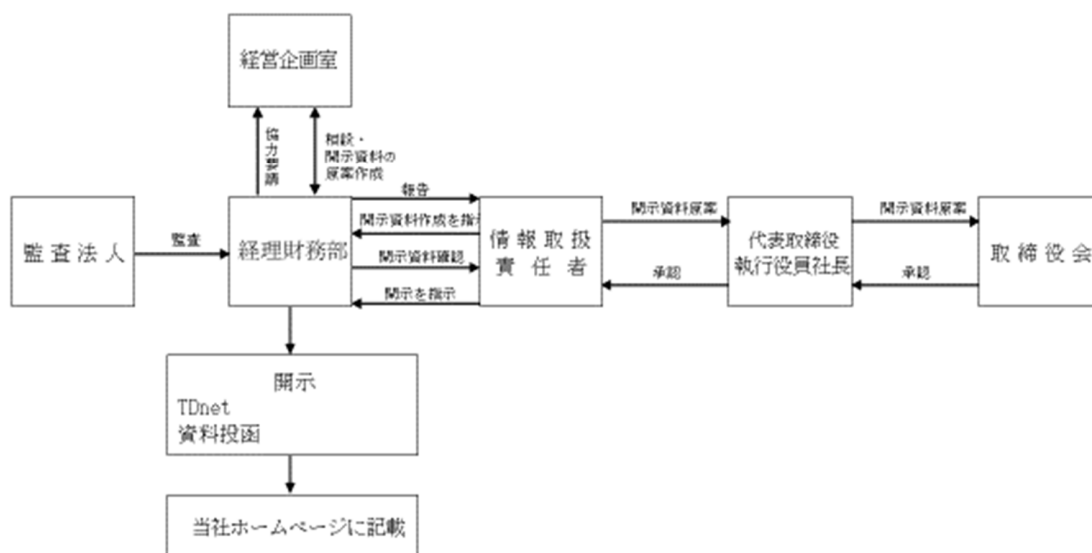 経営企画室
協力要請
相談・
開示資料の
原案作成
監査法人
監査
経理財務部
報告
開示資料作成を指示
開示資料確認
開示を指示
情報取扱
責任者
開示資料原案
承認
代表取締役
執行役員社長
開示資料原案
承認
取締役会
開示
TDnet
資料投函
当社ホームページに記載